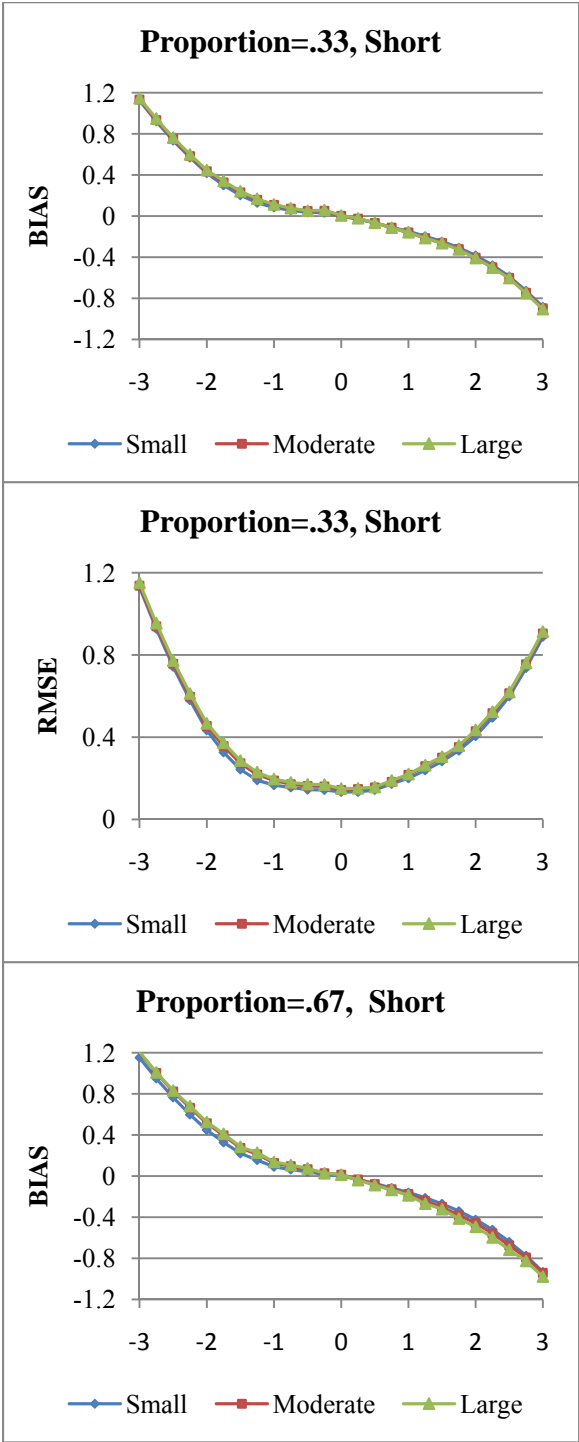 Proportion=.33, Short
BIAS
1.2
0.8
0.4
0
-0.4
-0.8
-1.2
-3 -2 -1 0 1 2 3
Small Moderate Large
Proportion=.33, Short
RMSE
1.2
0.8
0.4
0
-3 -2 -1 0 1 2 3
Small Moderate Large
Proportion=.67, Short
BIAS
1.2
0.8
0.4
0
-0.4
-0.8
-1.2
-3 -2 -1 0 1 2 3
Small Moderate Large